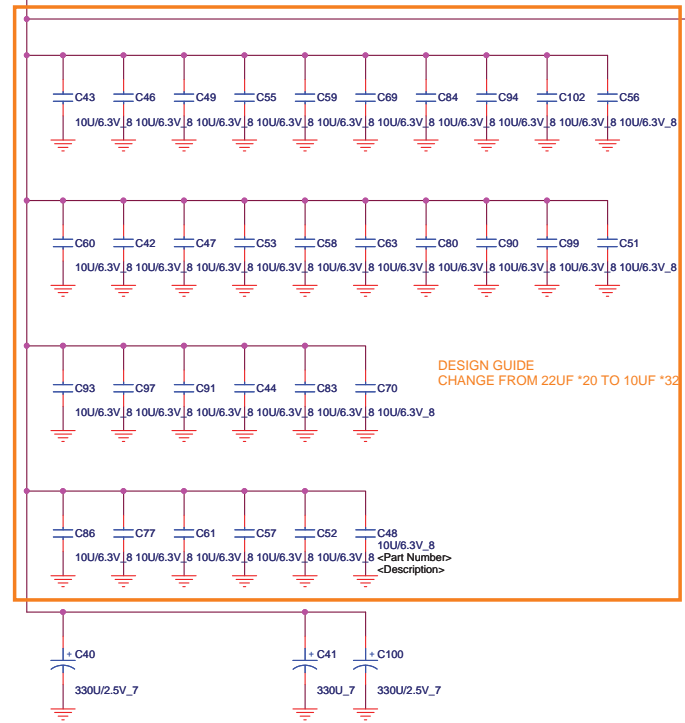 C43 C46 C49 C55 C59 C69 C84 C94 C102 C56
10U/6.3V_8 10U/6.3V_8 10U/6.3V_8 10U/6.3V_8 10U/6.3V_8 10U/6.3V_8 10U/6.3V_8 10U/6.3V_8 10U/6.3V_8 10U/6.3V_8
C60 C42 C47 C53 C58 C63 C80 C90 C99 C51
10U/6.3V_8 10U/6.3V_8 10U/6.3V_8 10U/6.3V_8 10U/6.3V_8 10U/6.3V_8 10U/6.3V_8 10U/6.3V_8 10U/6.3V_8 10U/6.3V_8
DESIGN GUIDE
CHANGE FROM 22UF *20 TO 10UF *32
C93 C97 C91 C44 C83 C70
10U/6.3V_8 10U/6.3V_8 10U/6.3V_8 10U/6.3V_8 10U/6.3V_8 10U/6.3V_8
C86 C77 C61 C57 C52 C48
10U/6.3V_8
10U/6.3V_8 10U/6.3V_8 10U/6.3V_8 10U/6.3V_8 10U/6.3V_8 <Part Number>
<Description>
+ C40 + C41 + C100
330U/2.5V_7 330U_7 330U/2.5V_7